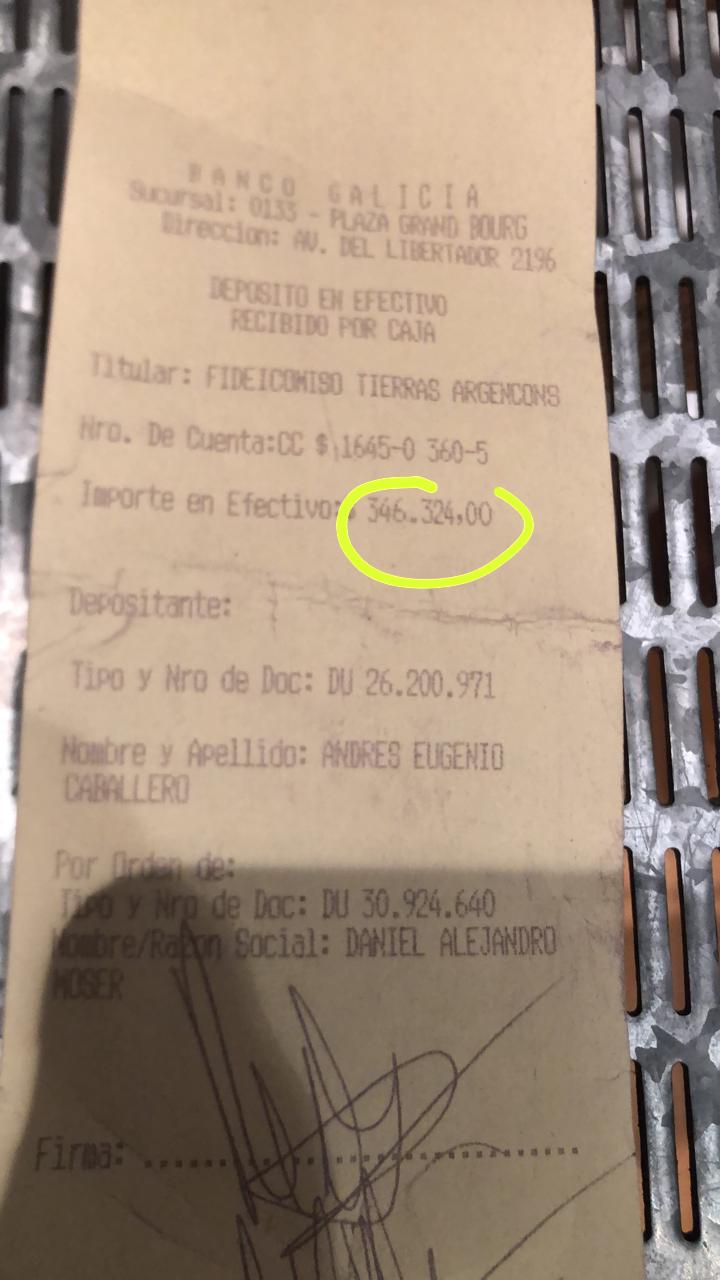 BANCO GALICIA
Sucursal: 0133 - PLAZA GRAND BOURG
Direccion: AV. DEL LIBERTADOR 2196
DEPOSITO EN EFECTIVO
RECIBIDO POR CAJA
Titular: FIDEICOMISO TIERRAS ARGENCONS
Nro. De Cuenta:CC $ 1645-0 360-5
Importe en Efectivo:$ 346.324,00
Depositante:
Tipo y Nro de Doc: DU 26.200.971
Nombre y Apellido: ANDRES EUGENIO
CABALLERO
Por Orden de:
Tipo y Nro de Doc: DU 30.924.640
Nombre/Razon Social: DANIEL ALEJANDRO
MOSER
Firma: